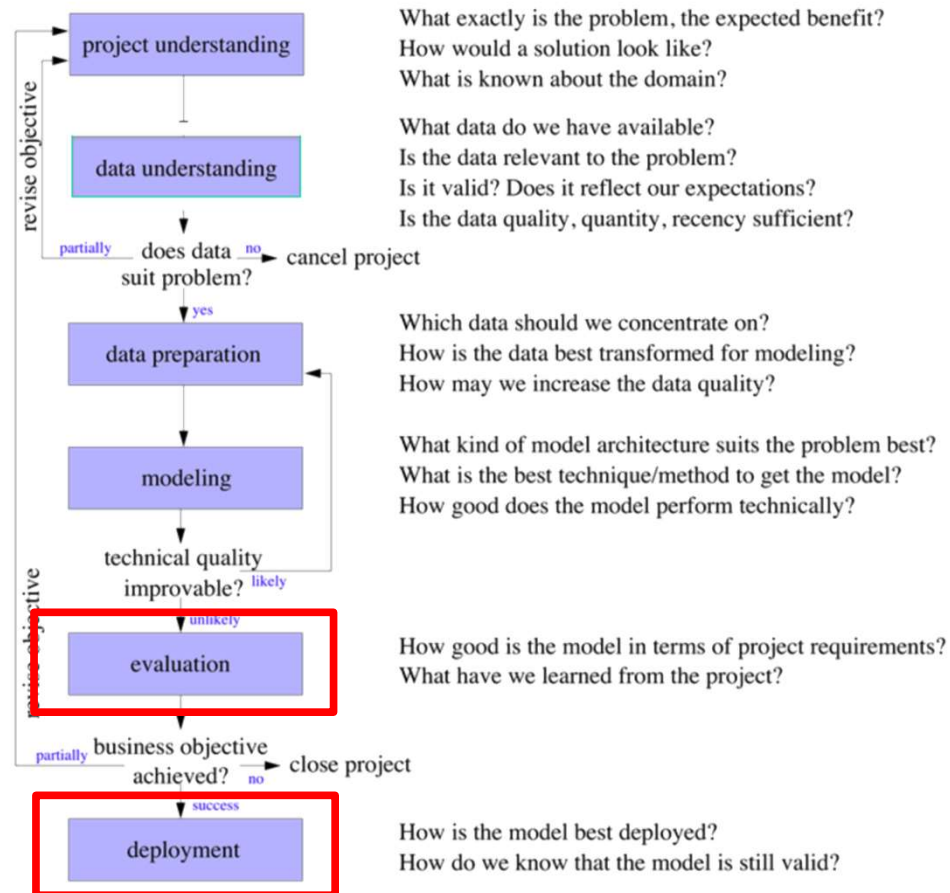 project understanding
What exactly is the problem, the expected benefit?
How would a solution look like?
What is known about the domain?
revise objective
data understanding
What data do we have available?
Is the data relevant to the problem?
Is it valid? Does it reflect our expectations?
Is the data quality, quantity, recency sufficient?
partially
does data
suit problem?
no
cancel project
yes
data preparation
Which data should we concentrate on?
How is the data best transformed for modeling?
How may we increase the data quality?
modeling
What kind of model architecture suits the problem best?
What is the best technique/method to get the model?
How good does the model perform technically?
technical quality
improvable?
likely
unlikely
revise objective
evaluation
How good is the model in terms of project requirements?
What have we learned from the project?
partially
business objective
achieved?
no
close project
success
deployment
How is the model best deployed?
How do we know that the model is still valid?